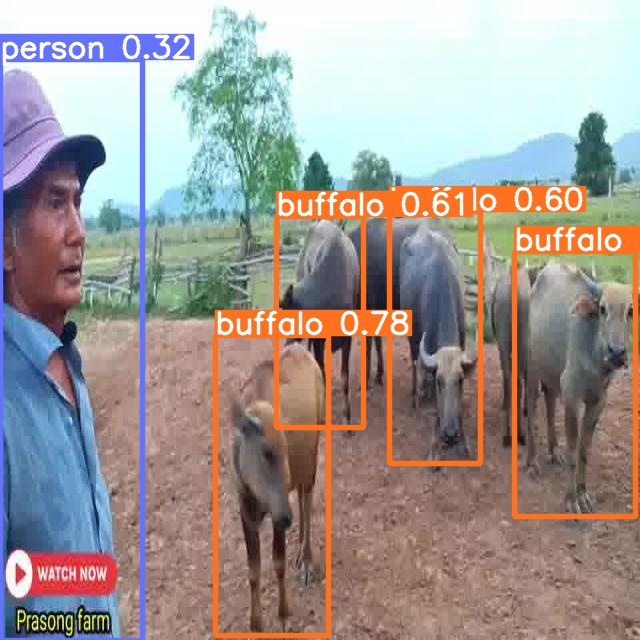 person 0.32
buffalo 0.61
lo 0.60
buffalo
buffalo 0.78
WATCH NOW
Prasong farm